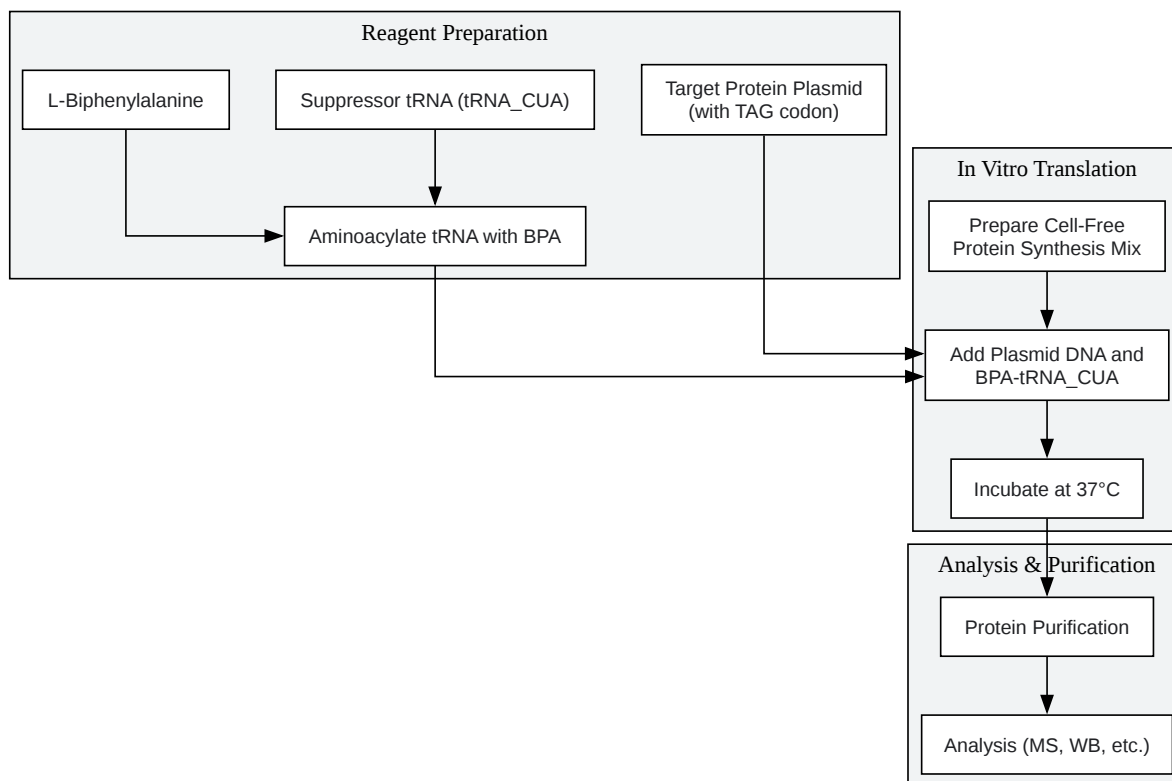 Reagent Preparation
L-Biphenylalanine
Suppressor tRNA (tRNA_CUA)
Target Protein Plasmid
(with TAG codon)
Aminoacylate tRNA with BPA
In Vitro Translation
Prepare Cell-Free
Protein Synthesis Mix
Add Plasmid DNA and
BPA-tRNA_CUA
Incubate at 37°C
Analysis & Purification
Protein Purification
Analysis (MS, WB, etc.)